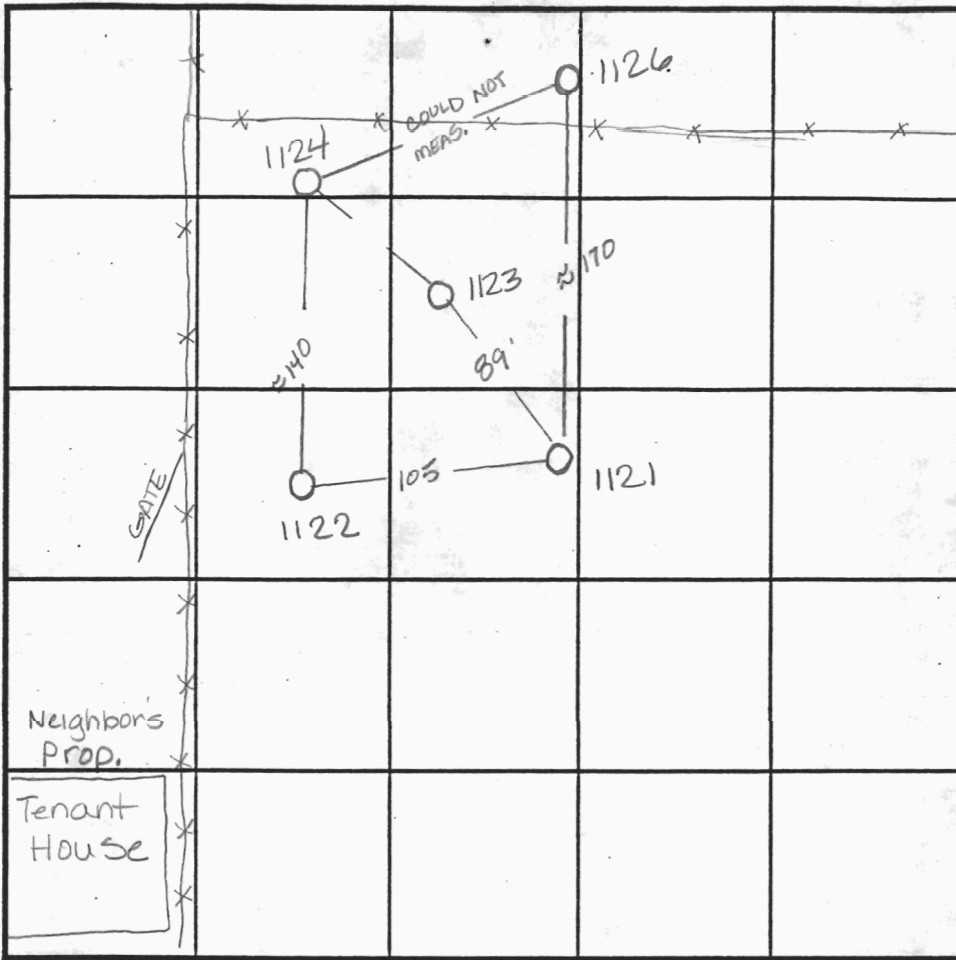 1126
COULD NOT
MEAS.
1124
≈170
1123
89'
≈140
105
1121
GATE
1122
Neighbor's
Prop.
Tenant
House